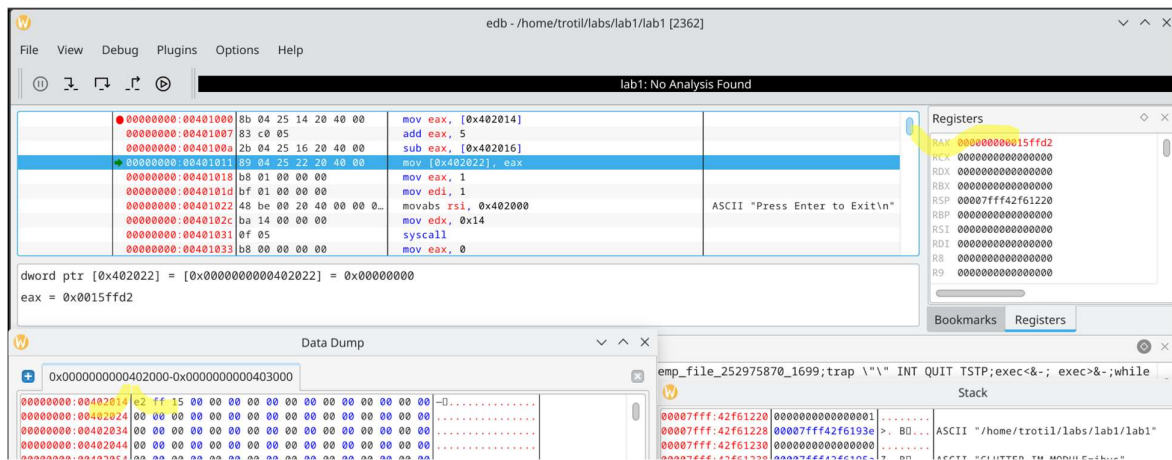 edb - /home/trotil/labs/lab1/lab1 [2362]
File View Debug Plugins Options Help
lab1: No Analysis Found
00000000:00401000 8b 04 25 14 20 40 00 mov eax, [0x402014]
00000000:00401007 83 c0 05 add eax, 5
00000000:0040100a 2b 04 25 16 20 40 00 sub eax, [0x402016]
00000000:00401011 89 04 25 22 20 40 00 mov [0x402022], eax
00000000:00401018 b8 01 00 00 00 mov eax, 1
00000000:0040101d bf 01 00 00 00 mov edi, 1
00000000:00401022 48 be 00 20 40 00 00 0… movabs rsi, 0x402000 ASCII "Press Enter to Exit\n"
00000000:0040102c ba 14 00 00 00 mov edx, 0x14
00000000:00401031 0f 05 syscall
00000000:00401033 b8 00 00 00 00 mov eax, 0
dword ptr [0x402022] = [0x0000000000402022] = 0x00000000
eax = 0x0015ffd2
Registers
RAX 000000000015ffd2
RCX 0000000000000000
RDX 0000000000000000
RBX 0000000000000000
RSP 00007fff42f61220
RBP 0000000000000000
RSI 0000000000000000
RDI 0000000000000000
R8 0000000000000000
R9 0000000000000000
Bookmarks Registers
Data Dump
0x0000000000402000-0x0000000000403000
00000000:00402014 e2 ff 15 00 00 00 00 00 00 00 00 00 00 00 00 00
00000000:00402024 00 00 00 00 00 00 00 00 00 00 00 00 00 00 00 00 ................
00000000:00402034 00 00 00 00 00 00 00 00 00 00 00 00 00 00 00 00 ................
00000000:00402044 00 00 00 00 00 00 00 00 00 00 00 00 00 00 00 00 ................
emp_file_252975870_1699;trap \"\" INT QUIT TSTP;exec<&-; exec>&-;while
Stack
00007fff:42f61220 0000000000000001 ........
00007fff:42f61228 00007fff42f6193e ASCII "/home/trotil/labs/lab1/lab1"
00007fff:42f61230 0000000000000000 ........